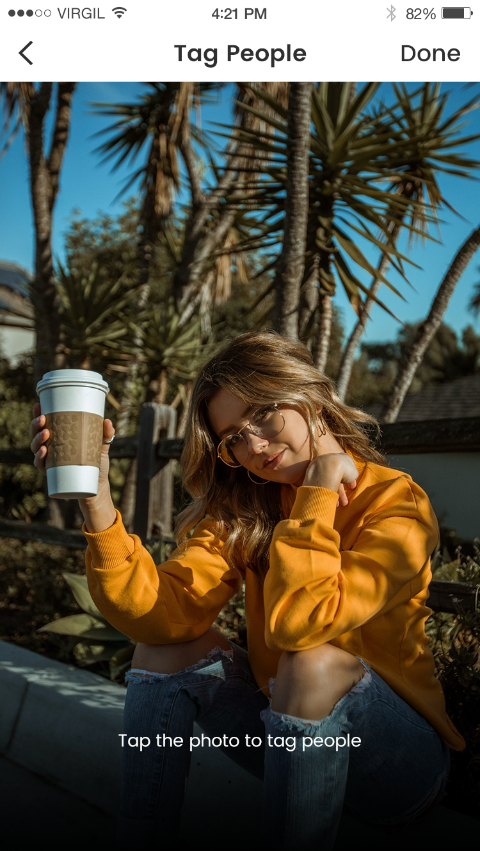 VIRGIL 4:21 PM 82%
Tag People Done
Tap the photo to tag people